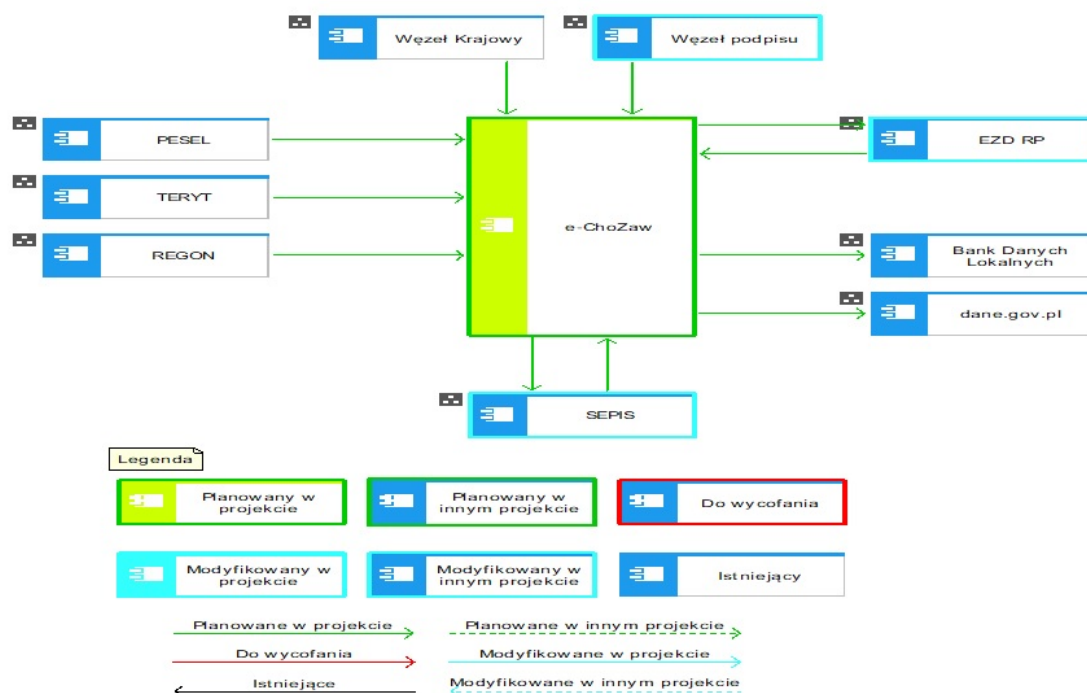 Węzeł Krajowy
Węzeł podpisu
PESEL
EZD RP
TERYT
e-ChoZaw
REGON
Bank Danych
Lokalnych
dane.gov.pl
SEPIS
Legenda
Planowany w
projekcie
Planowany w
innym projekcie
Do wycofania
Modyfikowany w
projekcie
Modyfikowany w
innym projekcie
Istniejący
Planowane w projekcie
Planowane w innym projekcie
Do wycofania
Modyfikowane w projekcie
Istniejące
Modyfikowane w innym projekcie